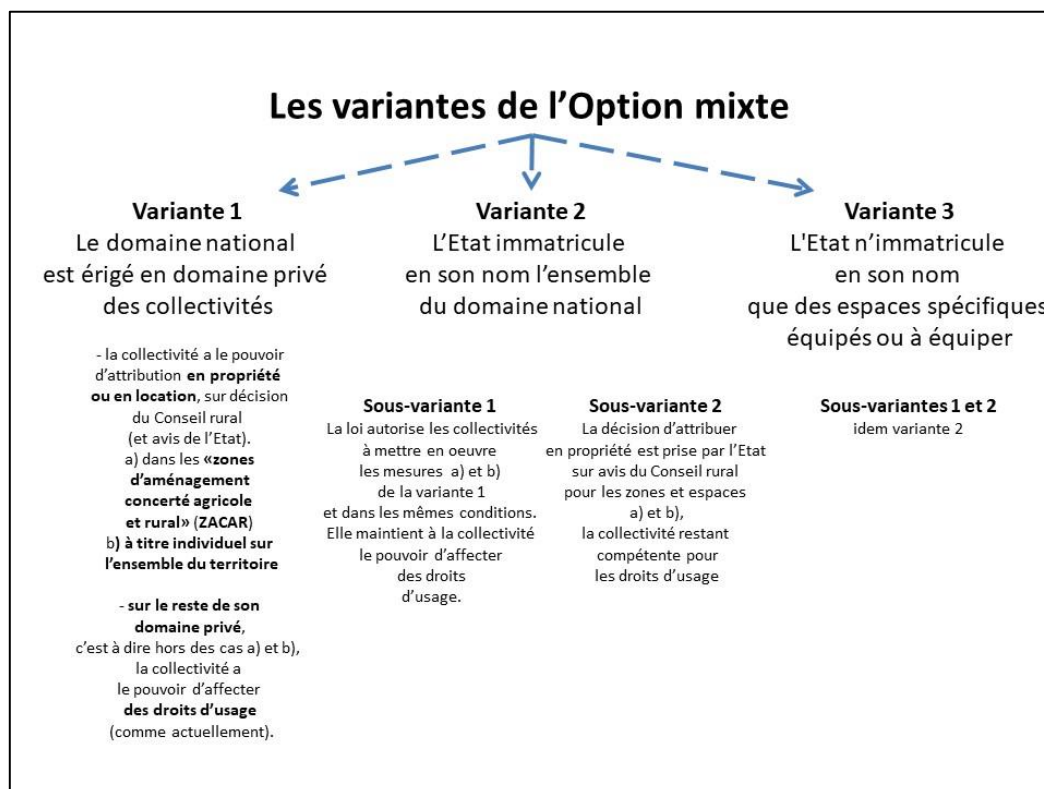 Les variantes de l’Option mixte
Variante 1
Le domaine national
est érigé en domaine privé
des collectivités
- la collectivité a le pouvoir
d’attribution en propriété
ou en location, sur décision
du Conseil rural
(et avis de l’Etat).
a) dans les «zones
d’aménagement
concerté agricole
et rural» (ZACAR)
b) à titre individuel sur
l’ensemble du territoire
- sur le reste de son
domaine privé,
c’est à dire hors des cas a) et b),
la collectivité a
le pouvoir d’affecter
des droits d’usage
(comme actuellement).
Variante 2
L’Etat immatricule
en son nom l’ensemble
du domaine national
Sous-variante 1
La loi autorise les collectivités
à mettre en oeuvre
les mesures a) et b)
de la variante 1
et dans les mêmes conditions.
Elle maintient à la collectivité
le pouvoir d’affecter
des droits
d’usage.
Sous-variante 2
La décision d’attribuer
en propriété est prise par l’Etat
sur avis du Conseil rural
pour les zones et espaces
a) et b),
la collectivité restant
compétente pour
les droits d’usage
Variante 3
L'Etat n’immatricule
en son nom
que des espaces spécifiques
équipés ou à équiper
Sous-variantes 1 et 2
idem variante 2